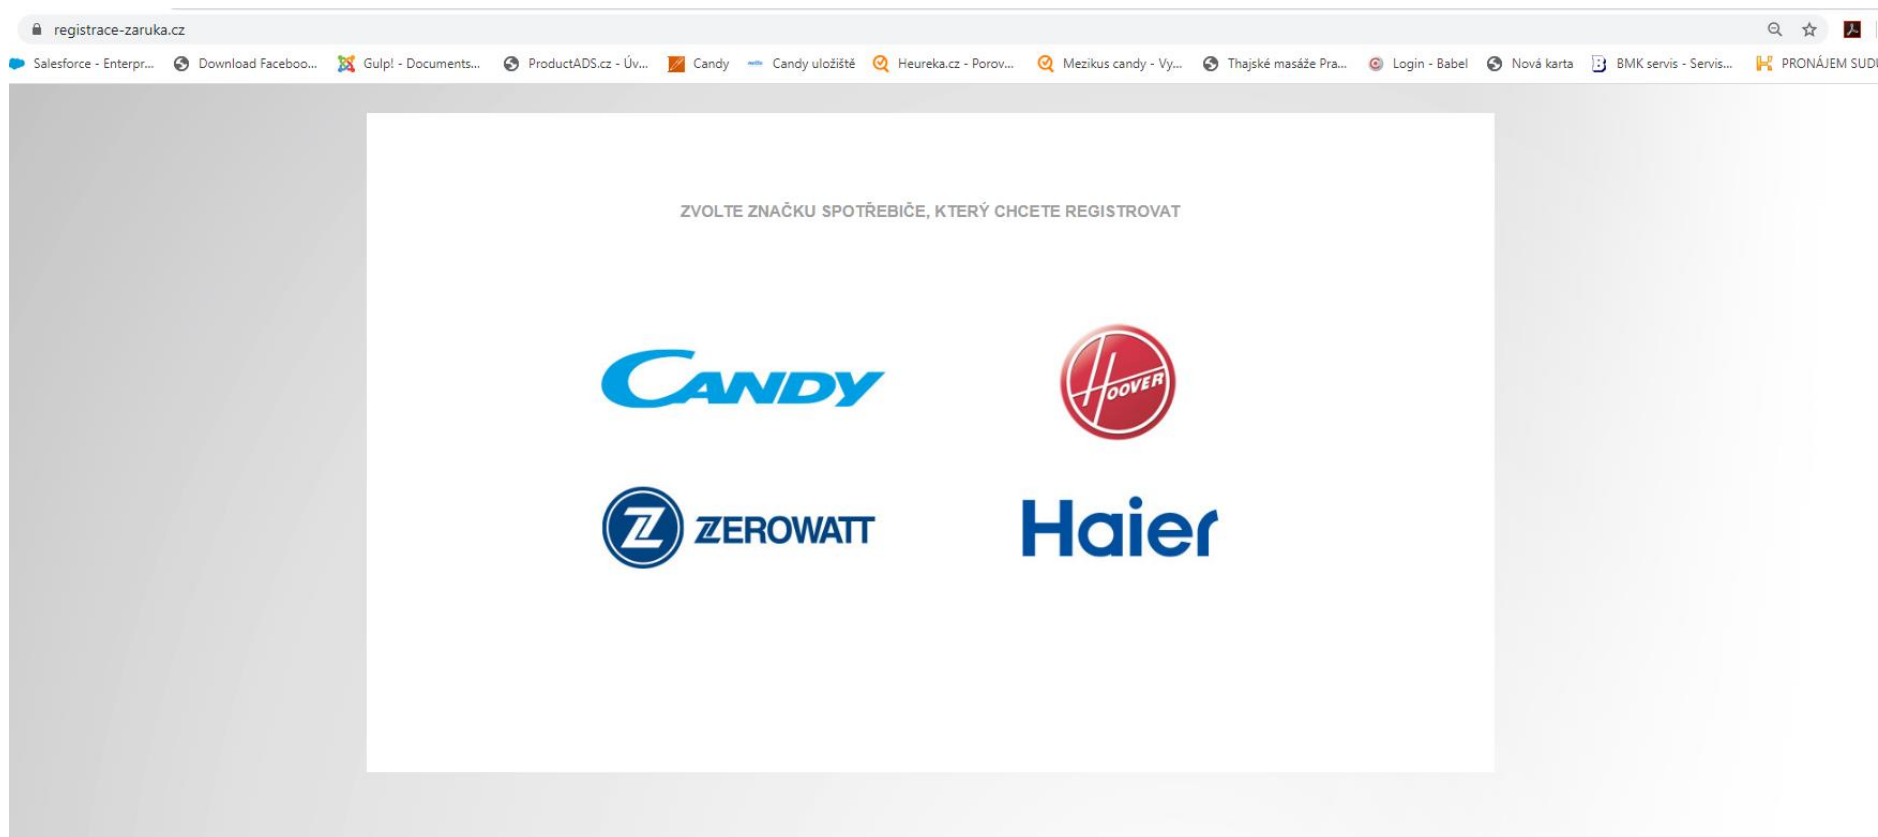 registrace-zaruka.cz
Salesforce - Enterpr... Download Faceboo... Gulp! - Documents... ProductADS.cz - Úv... Candy Candy uložiště Heureka.cz - Porov... Mezikus candy - Vy... Thajské masáže Pra... Login - Babel Nová karta BMK servis - Servis... PRONÁJEM SUDU
ZVOLTE ZNAČKU SPOTŘEBIČE, KTERÝ CHCETE REGISTROVAT
CANDY HOOVER
Z ZEROWATT Haier